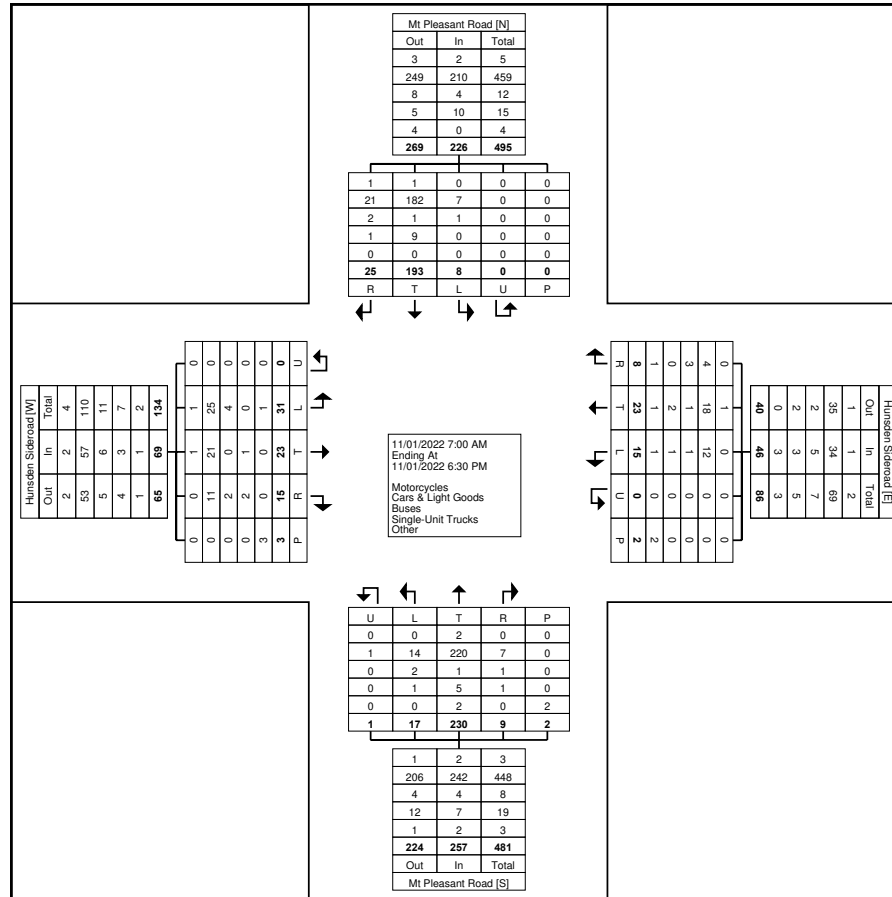 Mt Pleasant Road [N]
Out In Total
3 2 5
249 210 459
8 4 12
5 10 15
4 0 4
269 226 495
1 1 0 0 0
21 182 7 0 0
2 1 1 0 0
1 9 0 0 0
0 0 0 0 0
25 193 8 0 0
R T L U P
Hunsden Sideroad [W]
Out In Total
2 2 4
53 57 110
5 6 11
4 3 7
1 1 2
65 69 134
0 0 1 1 0
0 11 21 25 0
0 2 0 4 0
0 2 1 0 0
3 0 0 1 0
3 15 23 31 0
P R T L U
11/01/2022 7:00 AM
Ending At
11/01/2022 6:30 PM
Motorcycles
Cars & Light Goods
Buses
Single-Unit Trucks
Other
Hunsden Sideroad [E]
Out In Total
1 1 2
35 34 69
2 5 7
2 3 5
0 3 3
40 46 86
0 1 0 0 0
4 18 12 0 0
3 1 1 0 0
0 2 1 0 0
1 1 1 0 2
8 23 15 0 2
R T L U P
U L T R P
0 0 2 0 0
1 14 220 7 0
0 2 1 1 0
0 1 5 1 0
0 0 2 0 2
1 17 230 9 2
1 2 3
206 242 448
4 4 8
12 7 19
1 2 3
224 257 481
Out In Total
Mt Pleasant Road [S]